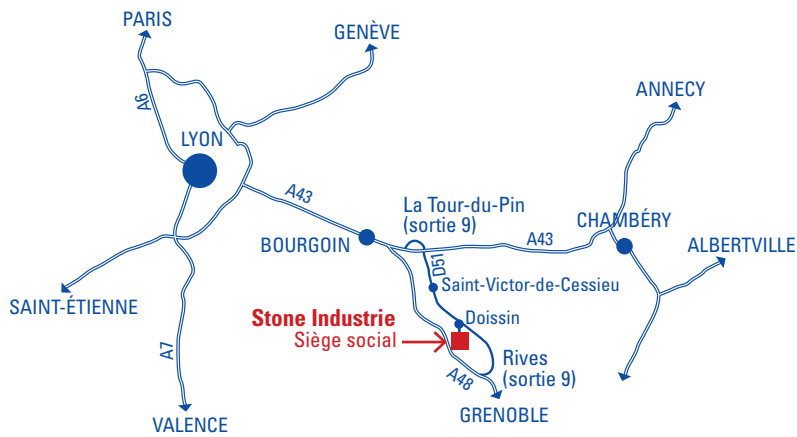 PARIS
GENÈVE
A6
ANNECY
LYON
A43
La Tour-du-Pin
(sortie 9)
CHAMBÉRY
BOURGOIN
A43
ALBERTVILLE
D51
Saint-Victor-de-Cessieu
SAINT-ÉTIENNE
Stone Industrie
Siège social
Doissin
A7
Rives
(sortie 9)
A48
GRENOBLE
VALENCE